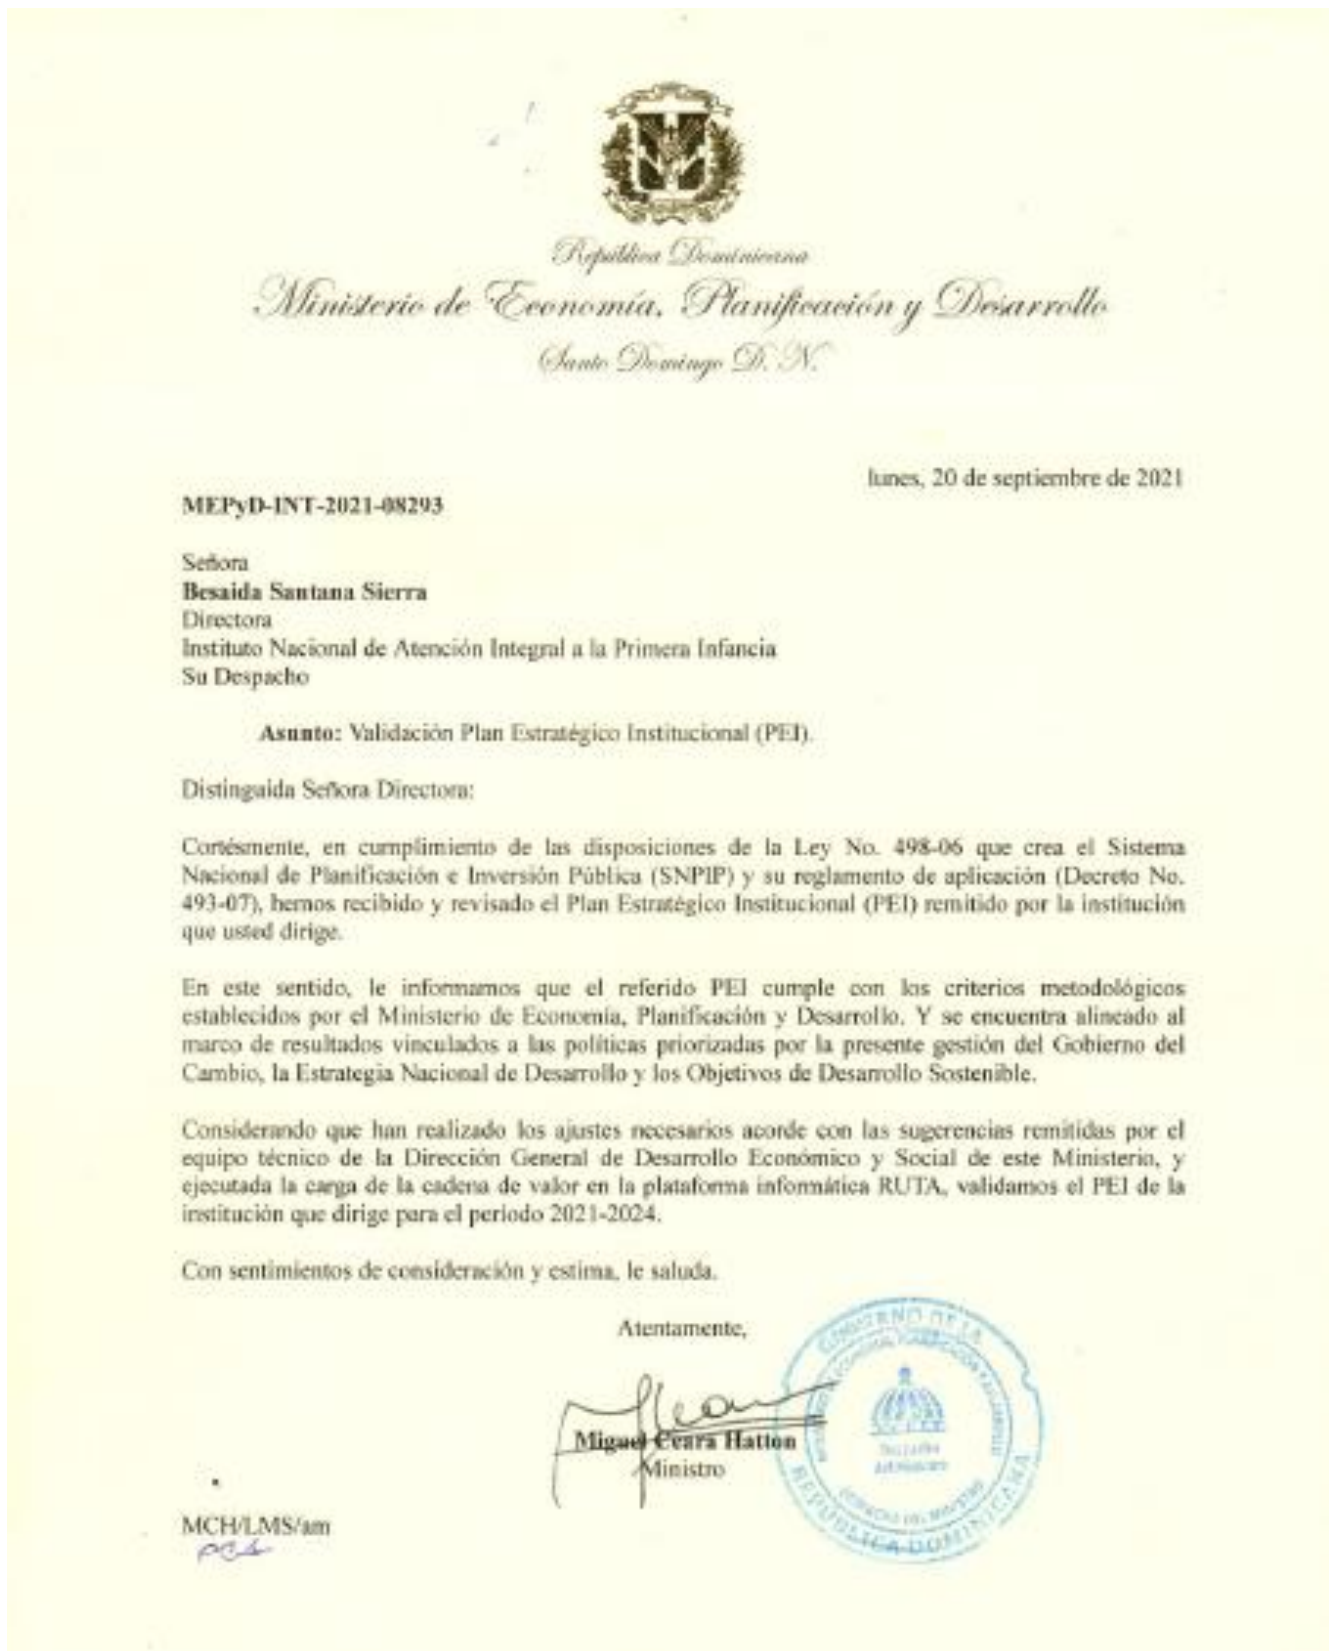 República Dominicana
Ministerio de Economía, Planificación y Desarrollo
Santo Domingo D. N.
lunes, 20 de septiembre de 2021
MEPyD-INT-2021-08293
Señora
Besaida Santana Sierra
Directora
Instituto Nacional de Atención Integral a la Primera Infancia
Su Despacho
Asunto: Validación Plan Estratégico Institucional (PEI).
Distinguida Señora Directora:
Cortésmente, en cumplimiento de las disposiciones de la Ley No. 498-06 que crea el Sistema
Nacional de Planificación e Inversión Pública (SNPIP) y su reglamento de aplicación (Decreto No.
493-07), hemos recibido y revisado el Plan Estratégico Institucional (PEI) remitido por la institución
que usted dirige.
En este sentido, le informamos que el referido PEI cumple con los criterios metodológicos
establecidos por el Ministerio de Economía, Planificación y Desarrollo. Y se encuentra alineado al
marco de resultados vinculados a las políticas priorizadas por la presente gestión del Gobierno del
Cambio, la Estrategia Nacional de Desarrollo y los Objetivos de Desarrollo Sostenible.
Considerando que han realizado los ajustes necesarios acorde con las sugerencias remitidas por el
equipo técnico de la Dirección General de Desarrollo Económico y Social de este Ministerio, y
ejecutada la carga de la cadena de valor en la plataforma informática RUTA, validamos el PEI de la
institución que dirige para el período 2021-2024.
Con sentimientos de consideración y estima, le saluda.
Atentamente,
Miguel Ceara Hatton
Ministro
GOBIERNO DE LA
REPÚBLICA DOMINICANA
MCH/LMS/am